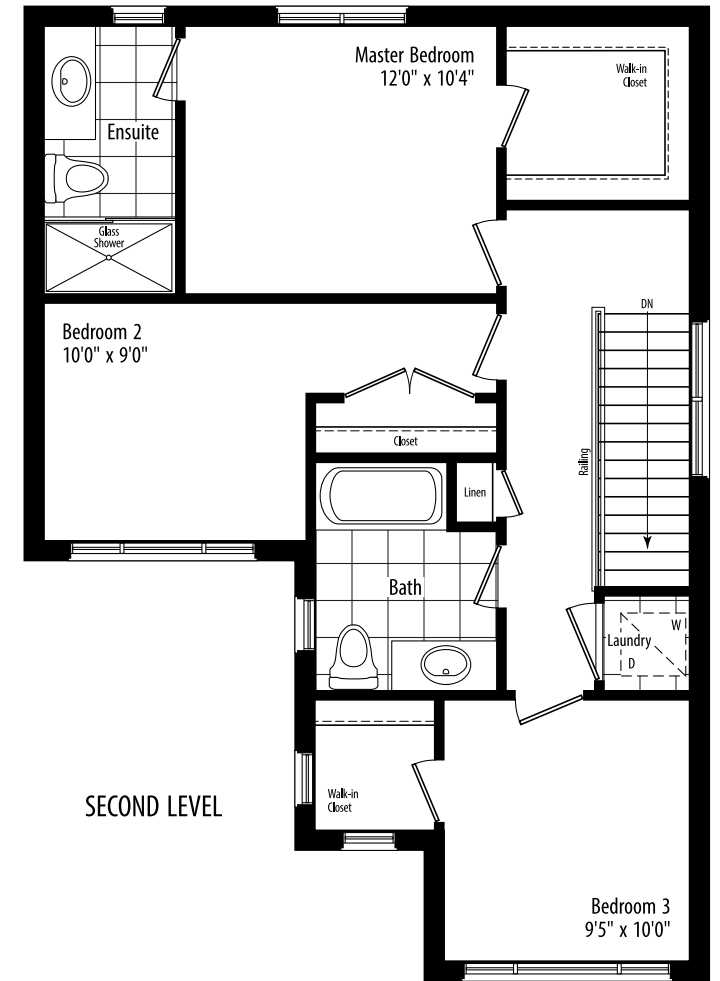 Master Bedroom
12'0" x 10'4"
Walk-in
Closet
Ensuite
Glass
Shower
DN
Bedroom 2
10'0" x 9'0"
Closet
Railing
Linen
Bath
W
Laundry
D
Walk-in
Closet
SECOND LEVEL
Bedroom 3
9'5" x 10'0"